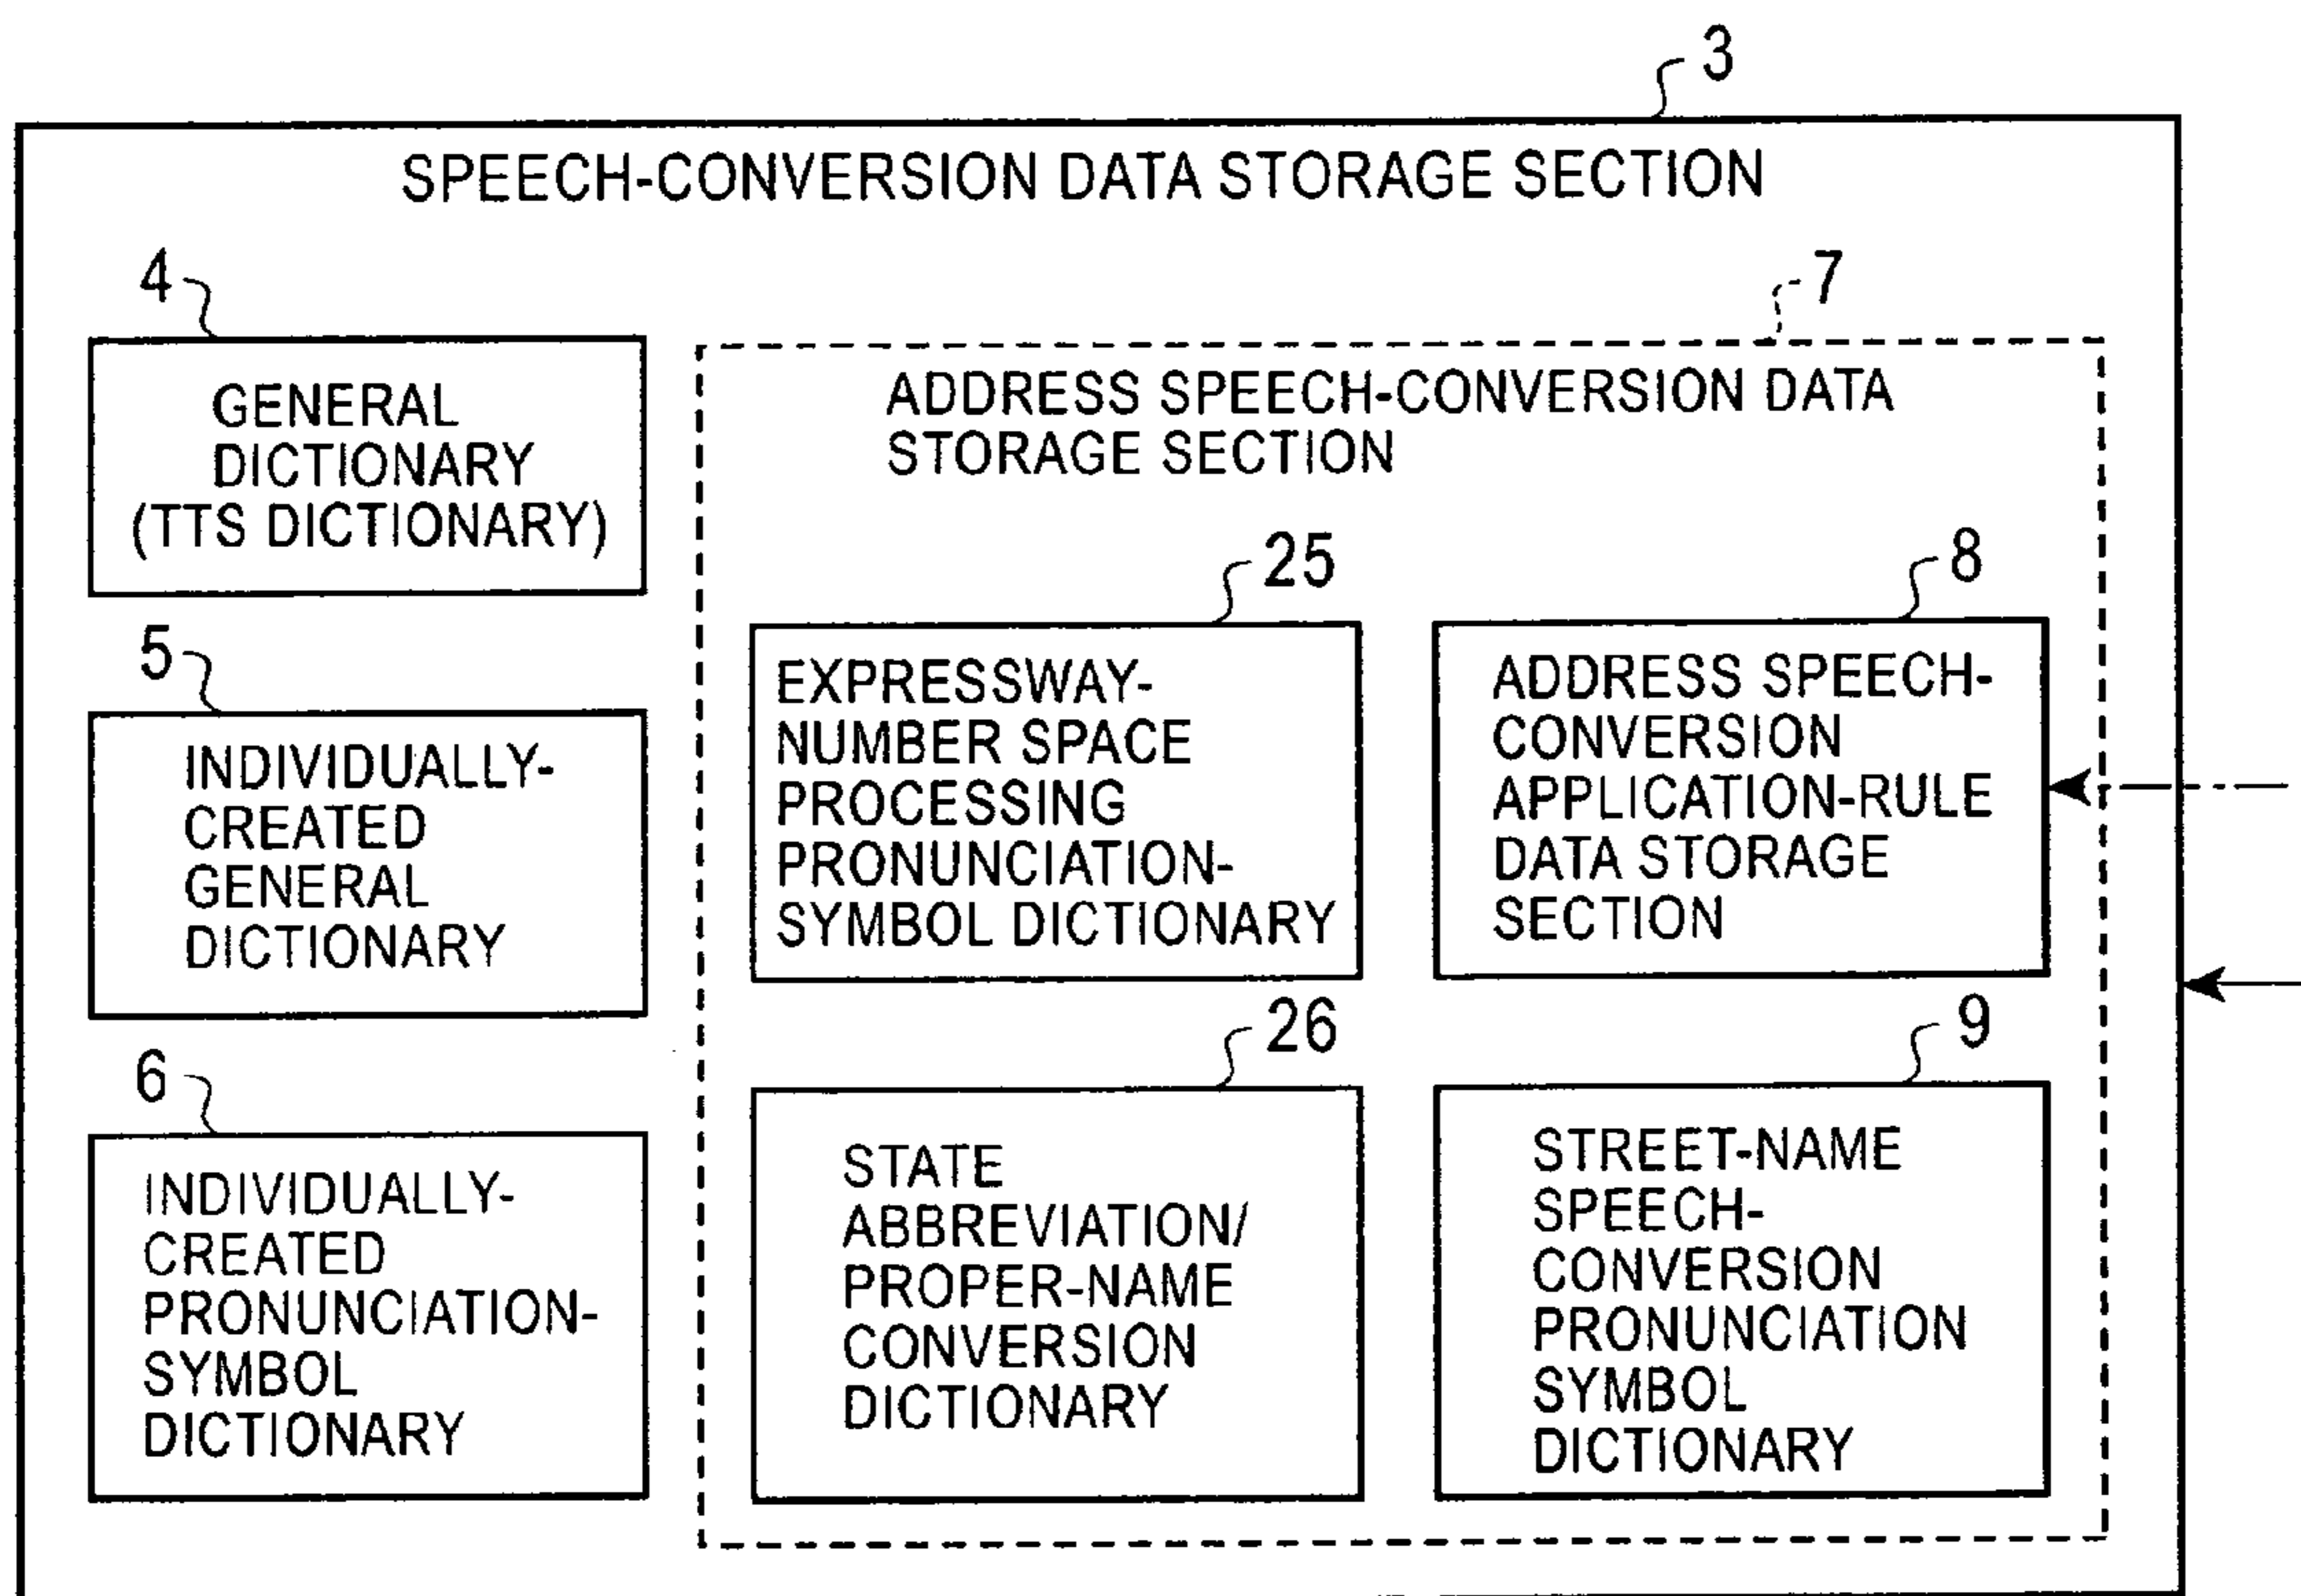 3
SPEECH-CONVERSION DATA STORAGE SECTION
4
GENERAL
DICTIONARY
(TTS DICTIONARY)
5
INDIVIDUALLY-
CREATED
GENERAL
DICTIONARY
6
INDIVIDUALLY-
CREATED
PRONUNCIATION-
SYMBOL
DICTIONARY
7
ADDRESS SPEECH-CONVERSION DATA
STORAGE SECTION
25
EXPRESSWAY-
NUMBER SPACE
PROCESSING
PRONUNCIATION-
SYMBOL DICTIONARY
8
ADDRESS SPEECH-
CONVERSION
APPLICATION-RULE
DATA STORAGE
SECTION
26
STATE
ABBREVIATION/
PROPER-NAME
CONVERSION
DICTIONARY
9
STREET-NAME
SPEECH-
CONVERSION
PRONUNCIATION
SYMBOL
DICTIONARY